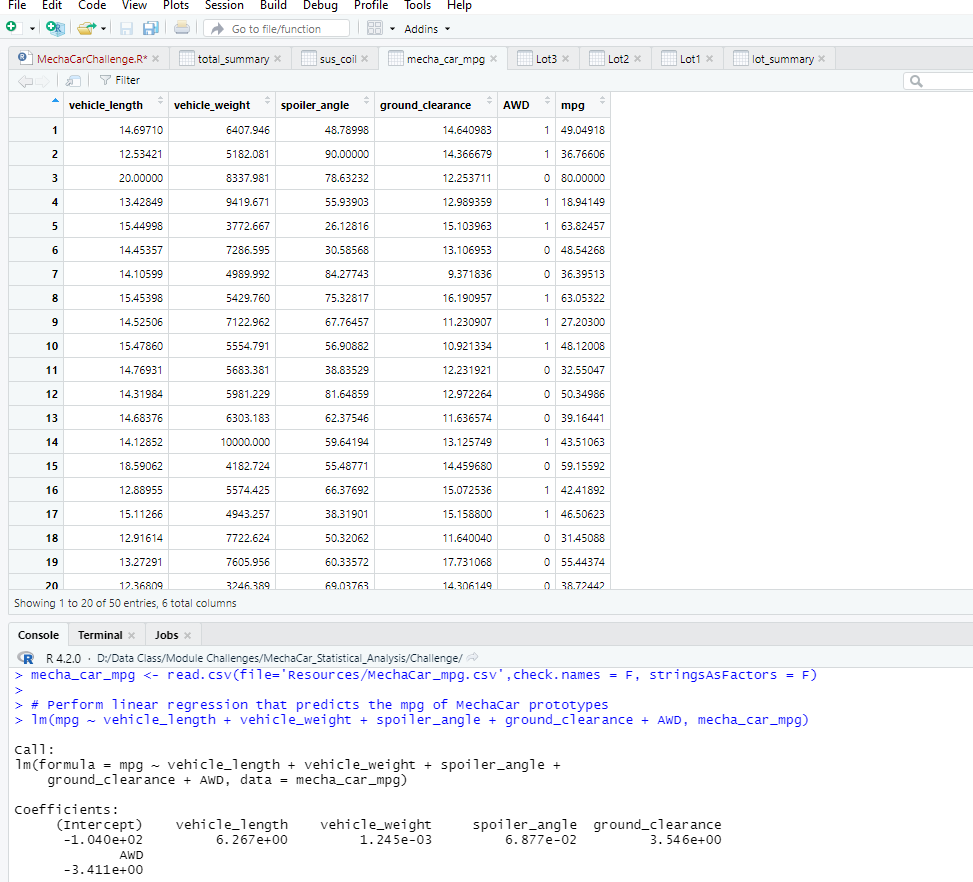 File Edit Code View Plots Session Build Debug Profile Tools Help
Go to file/function Addins
MechaCarChallenge.R* total_summary sus_coil mecha_car_mpg Lot3 Lot2 Lot1 lot_summary
Filter
vehicle_length vehicle_weight spoiler_angle ground_clearance AWD mpg
1 14.69710 6407.946 48.78998 14.640983 1 49.04918
2 12.53421 5182.081 90.00000 14.366679 1 36.76606
3 20.00000 8337.981 78.63232 12.253711 0 80.00000
4 13.42849 9419.671 55.93903 12.989359 1 18.94149
5 15.44998 3772.667 26.12816 15.103963 1 63.82457
6 14.45357 7286.595 30.58568 13.106953 0 48.54268
7 14.10599 4989.992 84.27743 9.371836 0 36.39513
8 15.45398 5429.760 75.32817 16.190957 1 63.05322
9 14.52506 7122.962 67.76457 11.230907 1 27.20300
10 15.47860 5554.791 56.90882 10.921334 1 48.12008
11 14.76931 5683.381 38.83529 12.231921 0 32.55047
12 14.31984 5981.229 81.64859 12.972264 0 50.34986
13 14.68376 6303.183 62.37546 11.636574 0 39.16441
14 14.12852 10000.000 59.64194 13.125749 1 43.51063
15 18.59062 4182.724 55.48771 14.459680 0 59.15592
16 12.88955 5574.425 66.37692 15.072536 1 42.41892
17 15.11266 4943.257 38.31901 15.158800 1 46.50623
18 12.91614 7722.624 50.32062 11.640040 0 31.45088
19 13.27291 7605.956 60.33572 17.731068 0 55.44374
20 12.36809 3246.389 69.03763 14.306149 0 38.72442
Showing 1 to 20 of 50 entries, 6 total columns
Console Terminal Jobs
R 4.2.0 · D:/Data Class/Module Challenges/MechaCar_Statistical_Analysis/Challenge/
> mecha_car_mpg <- read.csv(file='Resources/MechaCar_mpg.csv',check.names = F, stringsAsFactors = F)
>
> # Perform linear regression that predicts the mpg of MechaCar prototypes
> lm(mpg ~ vehicle_length + vehicle_weight + spoiler_angle + ground_clearance + AWD, mecha_car_mpg)
Call:
lm(formula = mpg ~ vehicle_length + vehicle_weight + spoiler_angle +
ground_clearance + AWD, data = mecha_car_mpg)
Coefficients:
(Intercept) vehicle_length vehicle_weight spoiler_angle ground_clearance
-1.040e+02 6.267e+00 1.245e-03 6.877e-02 3.546e+00
AWD
-3.411e+00